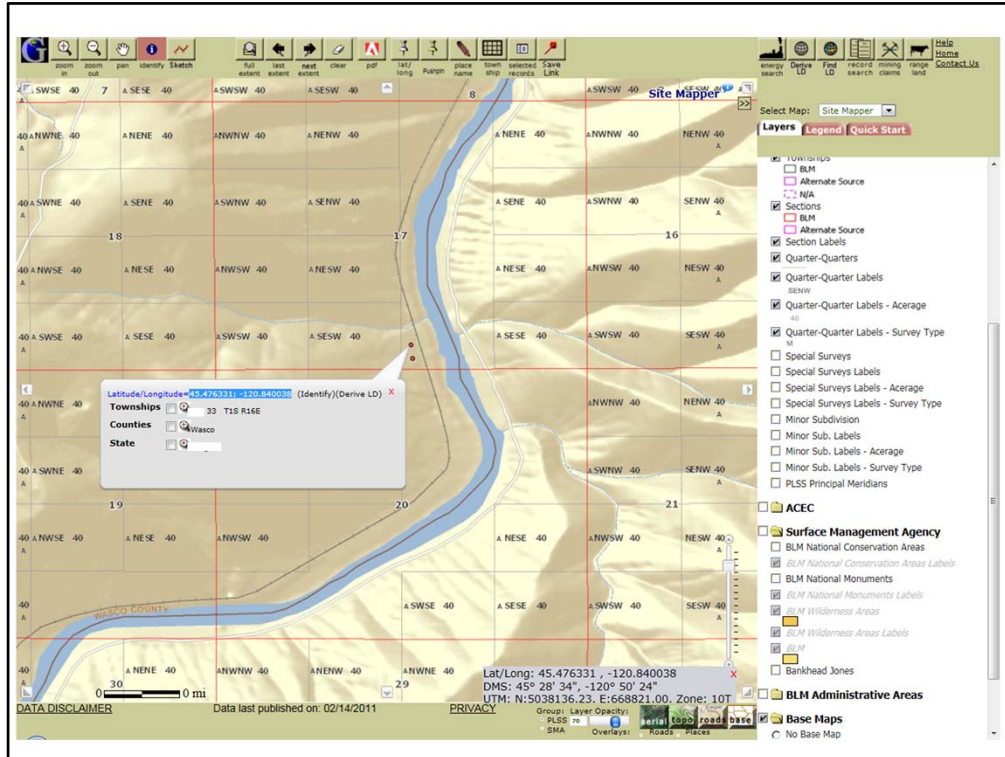 G
zoom in
zoom out
pan
identify
Sketch
full extent
last extent
next extent
clear
pdf
lat/ long
Pushpin
place name
town ship
selected records
Save Link
energy search
Derive LD
Find LD
record search
mining claims
range land
Help
Home
Contact Us
Select Map: Site Mapper
Layers Legend Quick Start
Site Mapper
>>
SWSE 40 7 A SESE 40 A SWSW 40 A SESW 40 8 A SWSW 40 SESW 40
40 A NWNE 40 A NENE 40 A NWNW 40 A NENW 40 A NENE 40 A NWNW 40 NENW 40
A
40 A SWNE 40 A SENE 40 A SWNW 40 A SENW 40 A SENE 40 A SWNW 40 SENW 40
A
18 17 16
40 A NWSE 40 A NESE 40 A NWSW 40 A NESE 40 A NWSW 40 NESW 40
A
40 A SWSE 40 A SESE 40 A SWSW 40 A SESW 40 A SESE 40 A SWSW 40 SESW 40
A
Latitude/Longitude=45.476331; -120.840038 (Identify)(Derive LD) X
Townships 33 T1S R16E
Counties Wasco
State
40 A NWNE 40 A NWNW 40 NENW 40
A
40 A SWNE 40 A SWNW 40 SENW 40
A
19 20 21
40 A NWSE 40 A NESE 40 A NWSW 40 A NESE 40 A NWSW 40 NESW 40
A
40 A SWSE 40 A SESE 40 A SWSW 40 SESW 40
A
WASCO COUNTY
40 A NENE 40 A NWNW 40 A NENW 40 A NWNE 40
A
30 29
0 0 mi
Lat/Long: 45.476331 , -120.840038 X
DMS: 45° 28' 34", -120° 50' 24"
UTM: N:5038136.23, E:668821.00, Zone: 10T
DATA DISCLAIMER Data last published on: 02/14/2011 PRIVACY
Group: Layer Opacity:
PLSS 70
SMA Overlays: Roads Places
aerial topo roads base
Townships
BLM
Alternate Source
N/A
Sections
BLM
Alternate Source
Section Labels
Quarter-Quarters
Quarter-Quarter Labels
SENW
Quarter-Quarter Labels - Acerage
40
Quarter-Quarter Labels - Survey Type
M
Special Surveys
Special Surveys Labels
Special Surveys Labels - Acerage
Special Surveys Labels - Survey Type
Minor Subdivision
Minor Sub. Labels
Minor Sub. Labels - Acerage
Minor Sub. Labels - Survey Type
PLSS Principal Meridians
ACEC
Surface Management Agency
BLM National Conservation Areas
BLM National Conservation Areas Labels
BLM National Monuments
BLM National Monuments Labels
BLM Wilderness Areas
BLM Wilderness Areas Labels
BLM
Bankhead Jones
BLM Administrative Areas
Base Maps
No Base Map